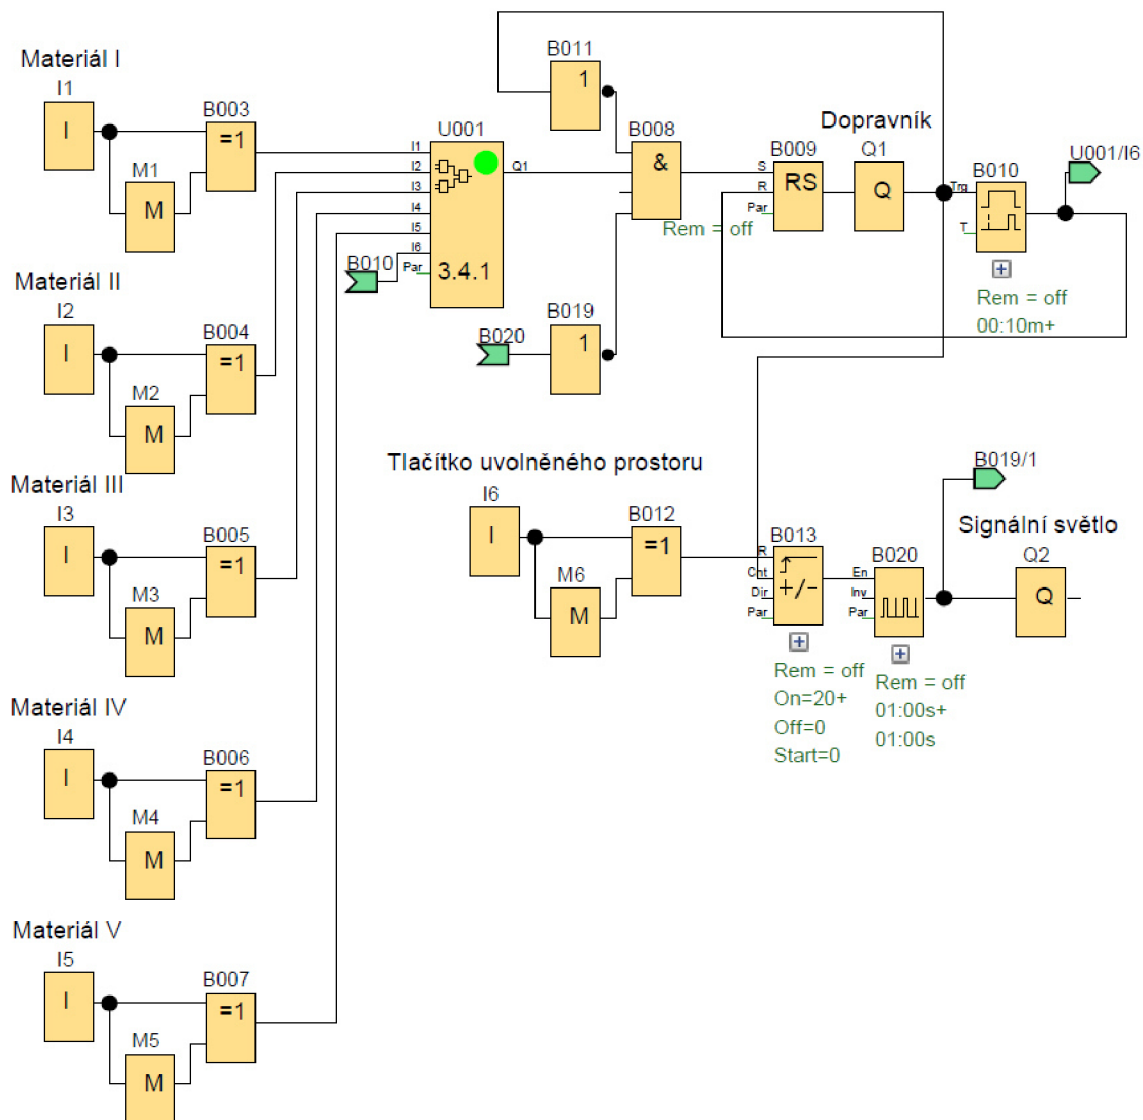 Materiál I
I1
I
M1
M
B003
=1
Materiál II
I2
I
M2
M
B004
=1
Materiál III
I3
I
M3
M
B005
=1
Materiál IV
I4
I
M4
M
B006
=1
Materiál V
I5
I
M5
M
B007
=1
U001
I1
I2
I3
I4
I5
I6
Par
Q1
3.4.1
B010
B011
1
B008
&
Rem = off
B019
1
B020
B009
S
R
Par
RS
Dopravník
Q1
Q
B010
Trg
T
Rem = off
00:10m+
U001/I6
Tlačítko uvolněného prostoru
I6
I
M6
M
B012
=1
B013
R
Cnt
Dir
Par
+/-
Rem = off
On=20+
Off=0
Start=0
B020
En
Inv
Par
Rem = off
01:00s+
01:00s
B019/1
Signální světlo
Q2
Q